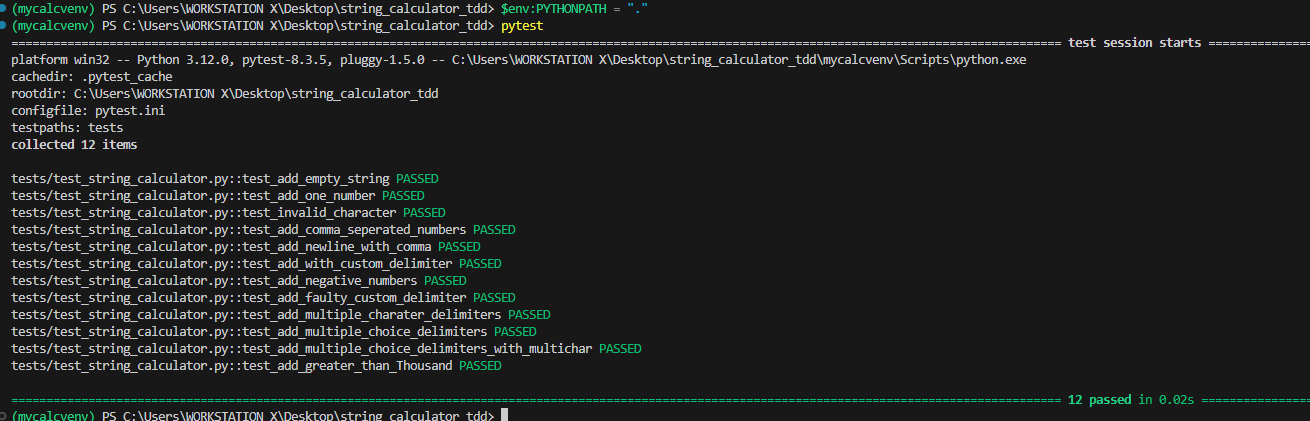 (mycalcvenv) PS C:\Users\WORKSTATION X\Desktop\string_calculator_tdd> $env:PYTHONPATH = "."
(mycalcvenv) PS C:\Users\WORKSTATION X\Desktop\string_calculator_tdd> pytest
=== test session starts ===
platform win32 -- Python 3.12.0, pytest-8.3.5, pluggy-1.5.0 -- C:\Users\WORKSTATION X\Desktop\string_calculator_tdd\mycalcvenv\Scripts\python.exe
cachedir: .pytest_cache
rootdir: C:\Users\WORKSTATION X\Desktop\string_calculator_tdd
configfile: pytest.ini
testpaths: tests
collected 12 items
tests/test_string_calculator.py::test_add_empty_string PASSED
tests/test_string_calculator.py::test_add_one_number PASSED
tests/test_string_calculator.py::test_invalid_character PASSED
tests/test_string_calculator.py::test_add_comma_seperated_numbers PASSED
tests/test_string_calculator.py::test_add_newline_with_comma PASSED
tests/test_string_calculator.py::test_add_with_custom_delimiter PASSED
tests/test_string_calculator.py::test_add_negative_numbers PASSED
tests/test_string_calculator.py::test_add_faulty_custom_delimiter PASSED
tests/test_string_calculator.py::test_add_multiple_charater_delimiters PASSED
tests/test_string_calculator.py::test_add_multiple_choice_delimiters PASSED
tests/test_string_calculator.py::test_add_multiple_choice_delimiters_with_multichar PASSED
tests/test_string_calculator.py::test_add_greater_than_Thousand PASSED
=== 12 passed in 0.02s ===
(mycalcvenv) PS C:\Users\WORKSTATION X\Desktop\string_calculator_tdd>